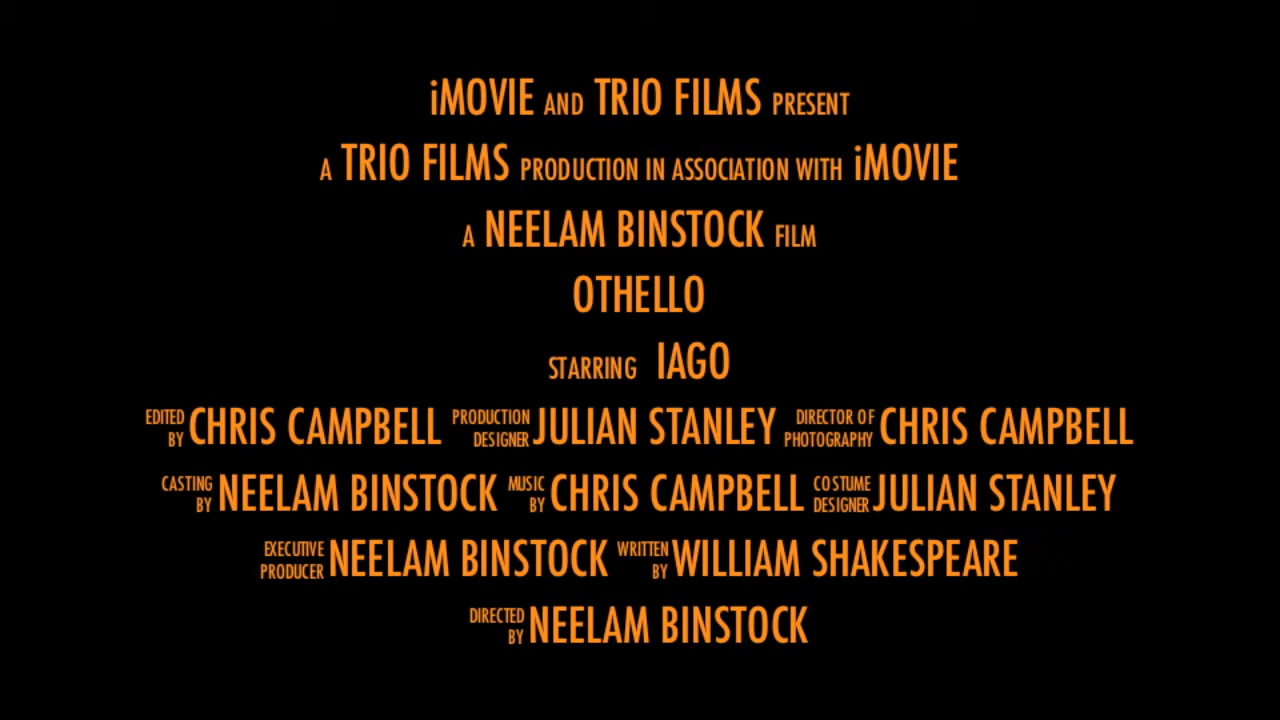 iMOVIE AND TRIO FILMS PRESENT
A TRIO FILMS PRODUCTION IN ASSOCIATION WITH iMOVIE
A NEELAM BINSTOCK FILM
OTHELLO
STARRING IAGO
EDITED BY CHRIS CAMPBELL PRODUCTION DESIGNER JULIAN STANLEY DIRECTOR OF PHOTOGRAPHY CHRIS CAMPBELL
CASTING BY NEELAM BINSTOCK MUSIC BY CHRIS CAMPBELL COSTUME DESIGNER JULIAN STANLEY
EXECUTIVE PRODUCER NEELAM BINSTOCK WRITTEN BY WILLIAM SHAKESPEARE
DIRECTED BY NEELAM BINSTOCK